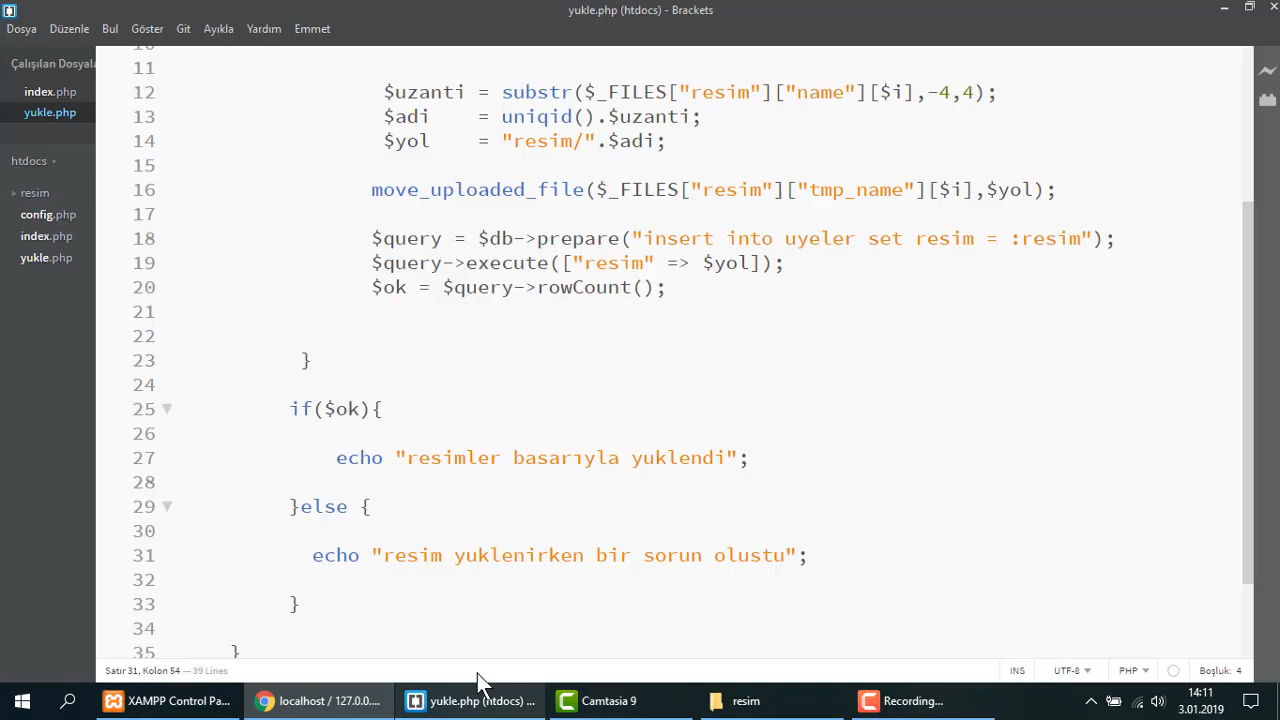 yukle.php (htdocs) - Brackets
Dosya Düzenle Bul Göster Git Ayıkla Yardım Emmet
Çalışılan Dosyala
index.php
yukle.php
htdocs
resim
config.php
index.php
yukle.php
10
11
12 $uzanti = substr($_FILES["resim"]["name"][$i],-4,4);
13 $adi = uniqid().$uzanti;
14 $yol = "resim/".$adi;
15
16 move_uploaded_file($_FILES["resim"]["tmp_name"][$i],$yol);
17
18 $query = $db->prepare("insert into uyeler set resim = :resim");
19 $query->execute(["resim" => $yol]);
20 $ok = $query->rowCount();
21
22
23 }
24
25 if($ok){
26
27 echo "resimler basarıyla yuklendi";
28
29 }else {
30
31 echo "resim yuklenirken bir sorun olustu";
32
33 }
34
35 }
Satır 31, Kolon 54 — 39 Lines
INS UTF-8 PHP Boşluk: 4
XAMPP Control Pa... localhost / 127.0.0.... yukle.php (htdocs) ... Camtasia 9 resim Recording...
14:11
3.01.2019